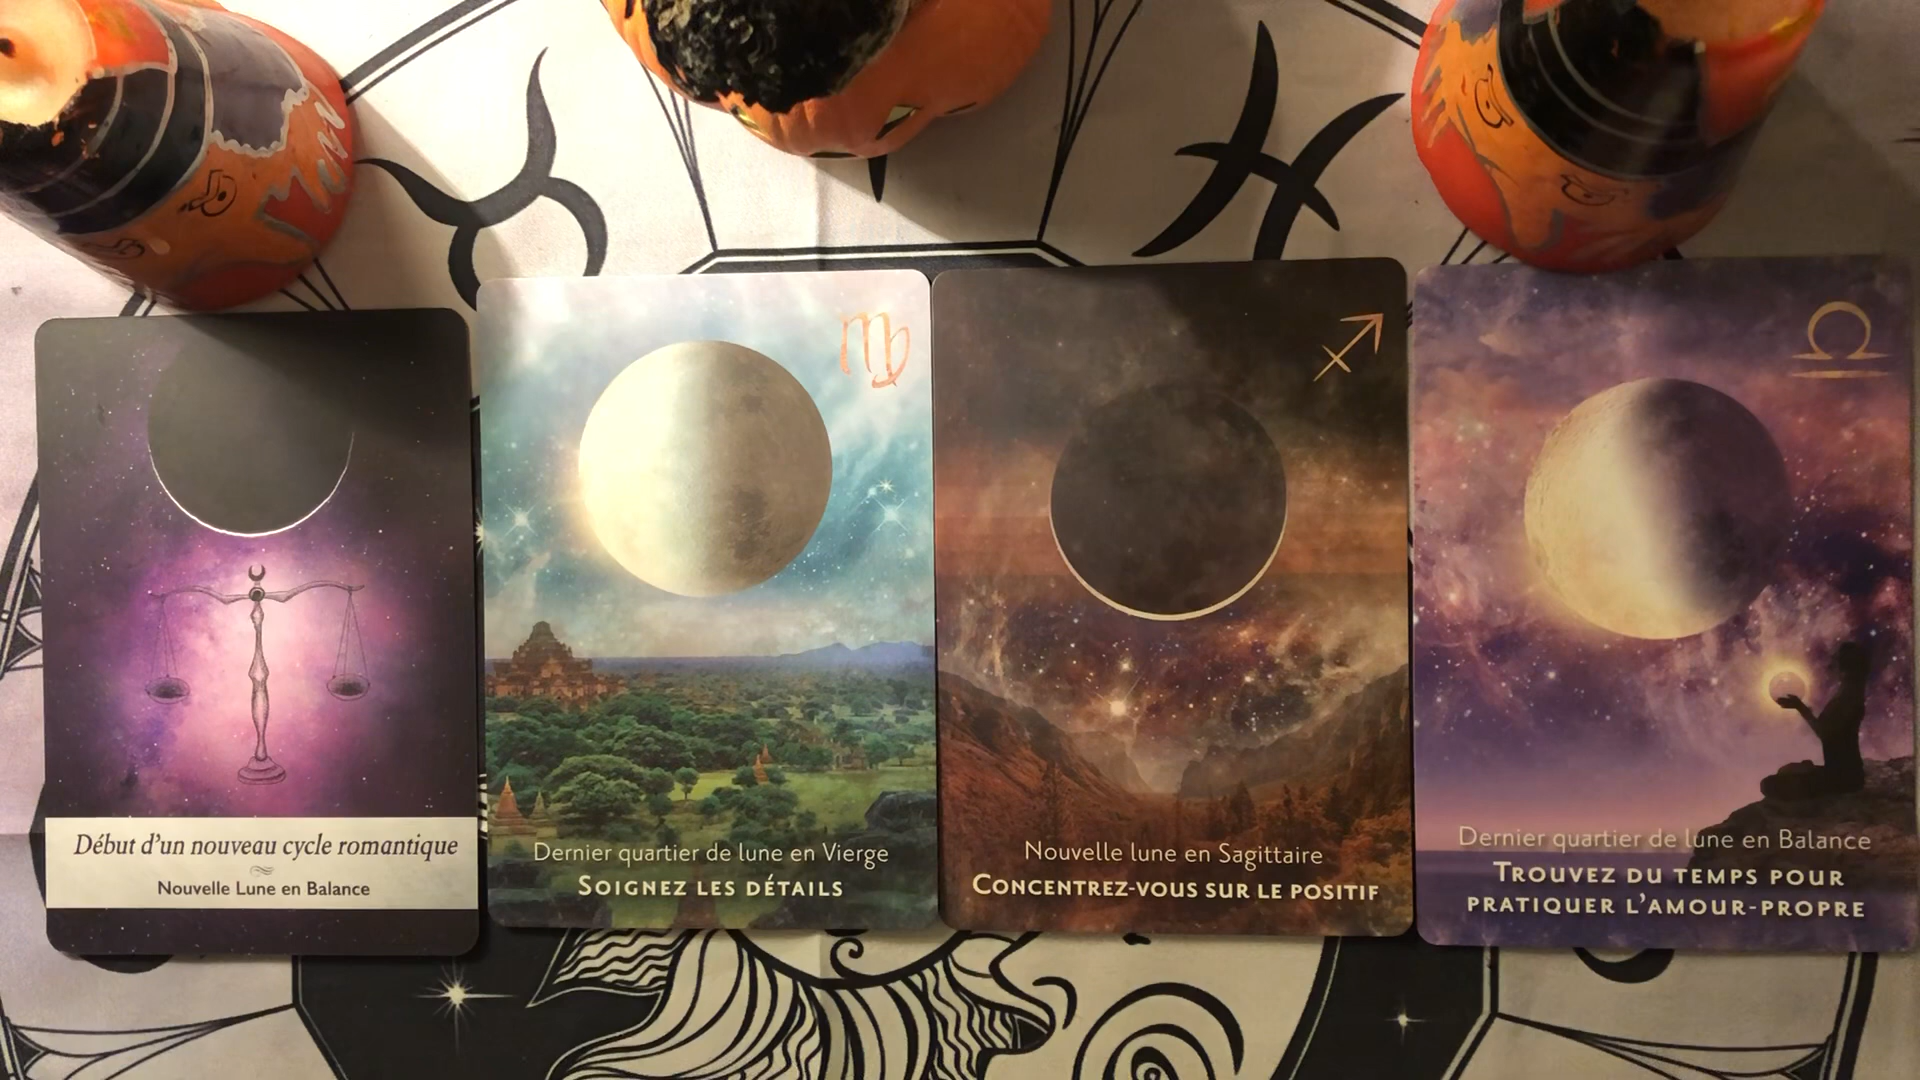 Début d'un nouveau cycle romantique
Nouvelle Lune en Balance
Dernier quartier de lune en Vierge
SOIGNEZ LES DÉTAILS
Nouvelle lune en Sagittaire
CONCENTREZ-VOUS SUR LE POSITIF
Dernier quartier de lune en Balance
TROUVEZ DU TEMPS POUR
PRATIQUER L'AMOUR-PROPRE